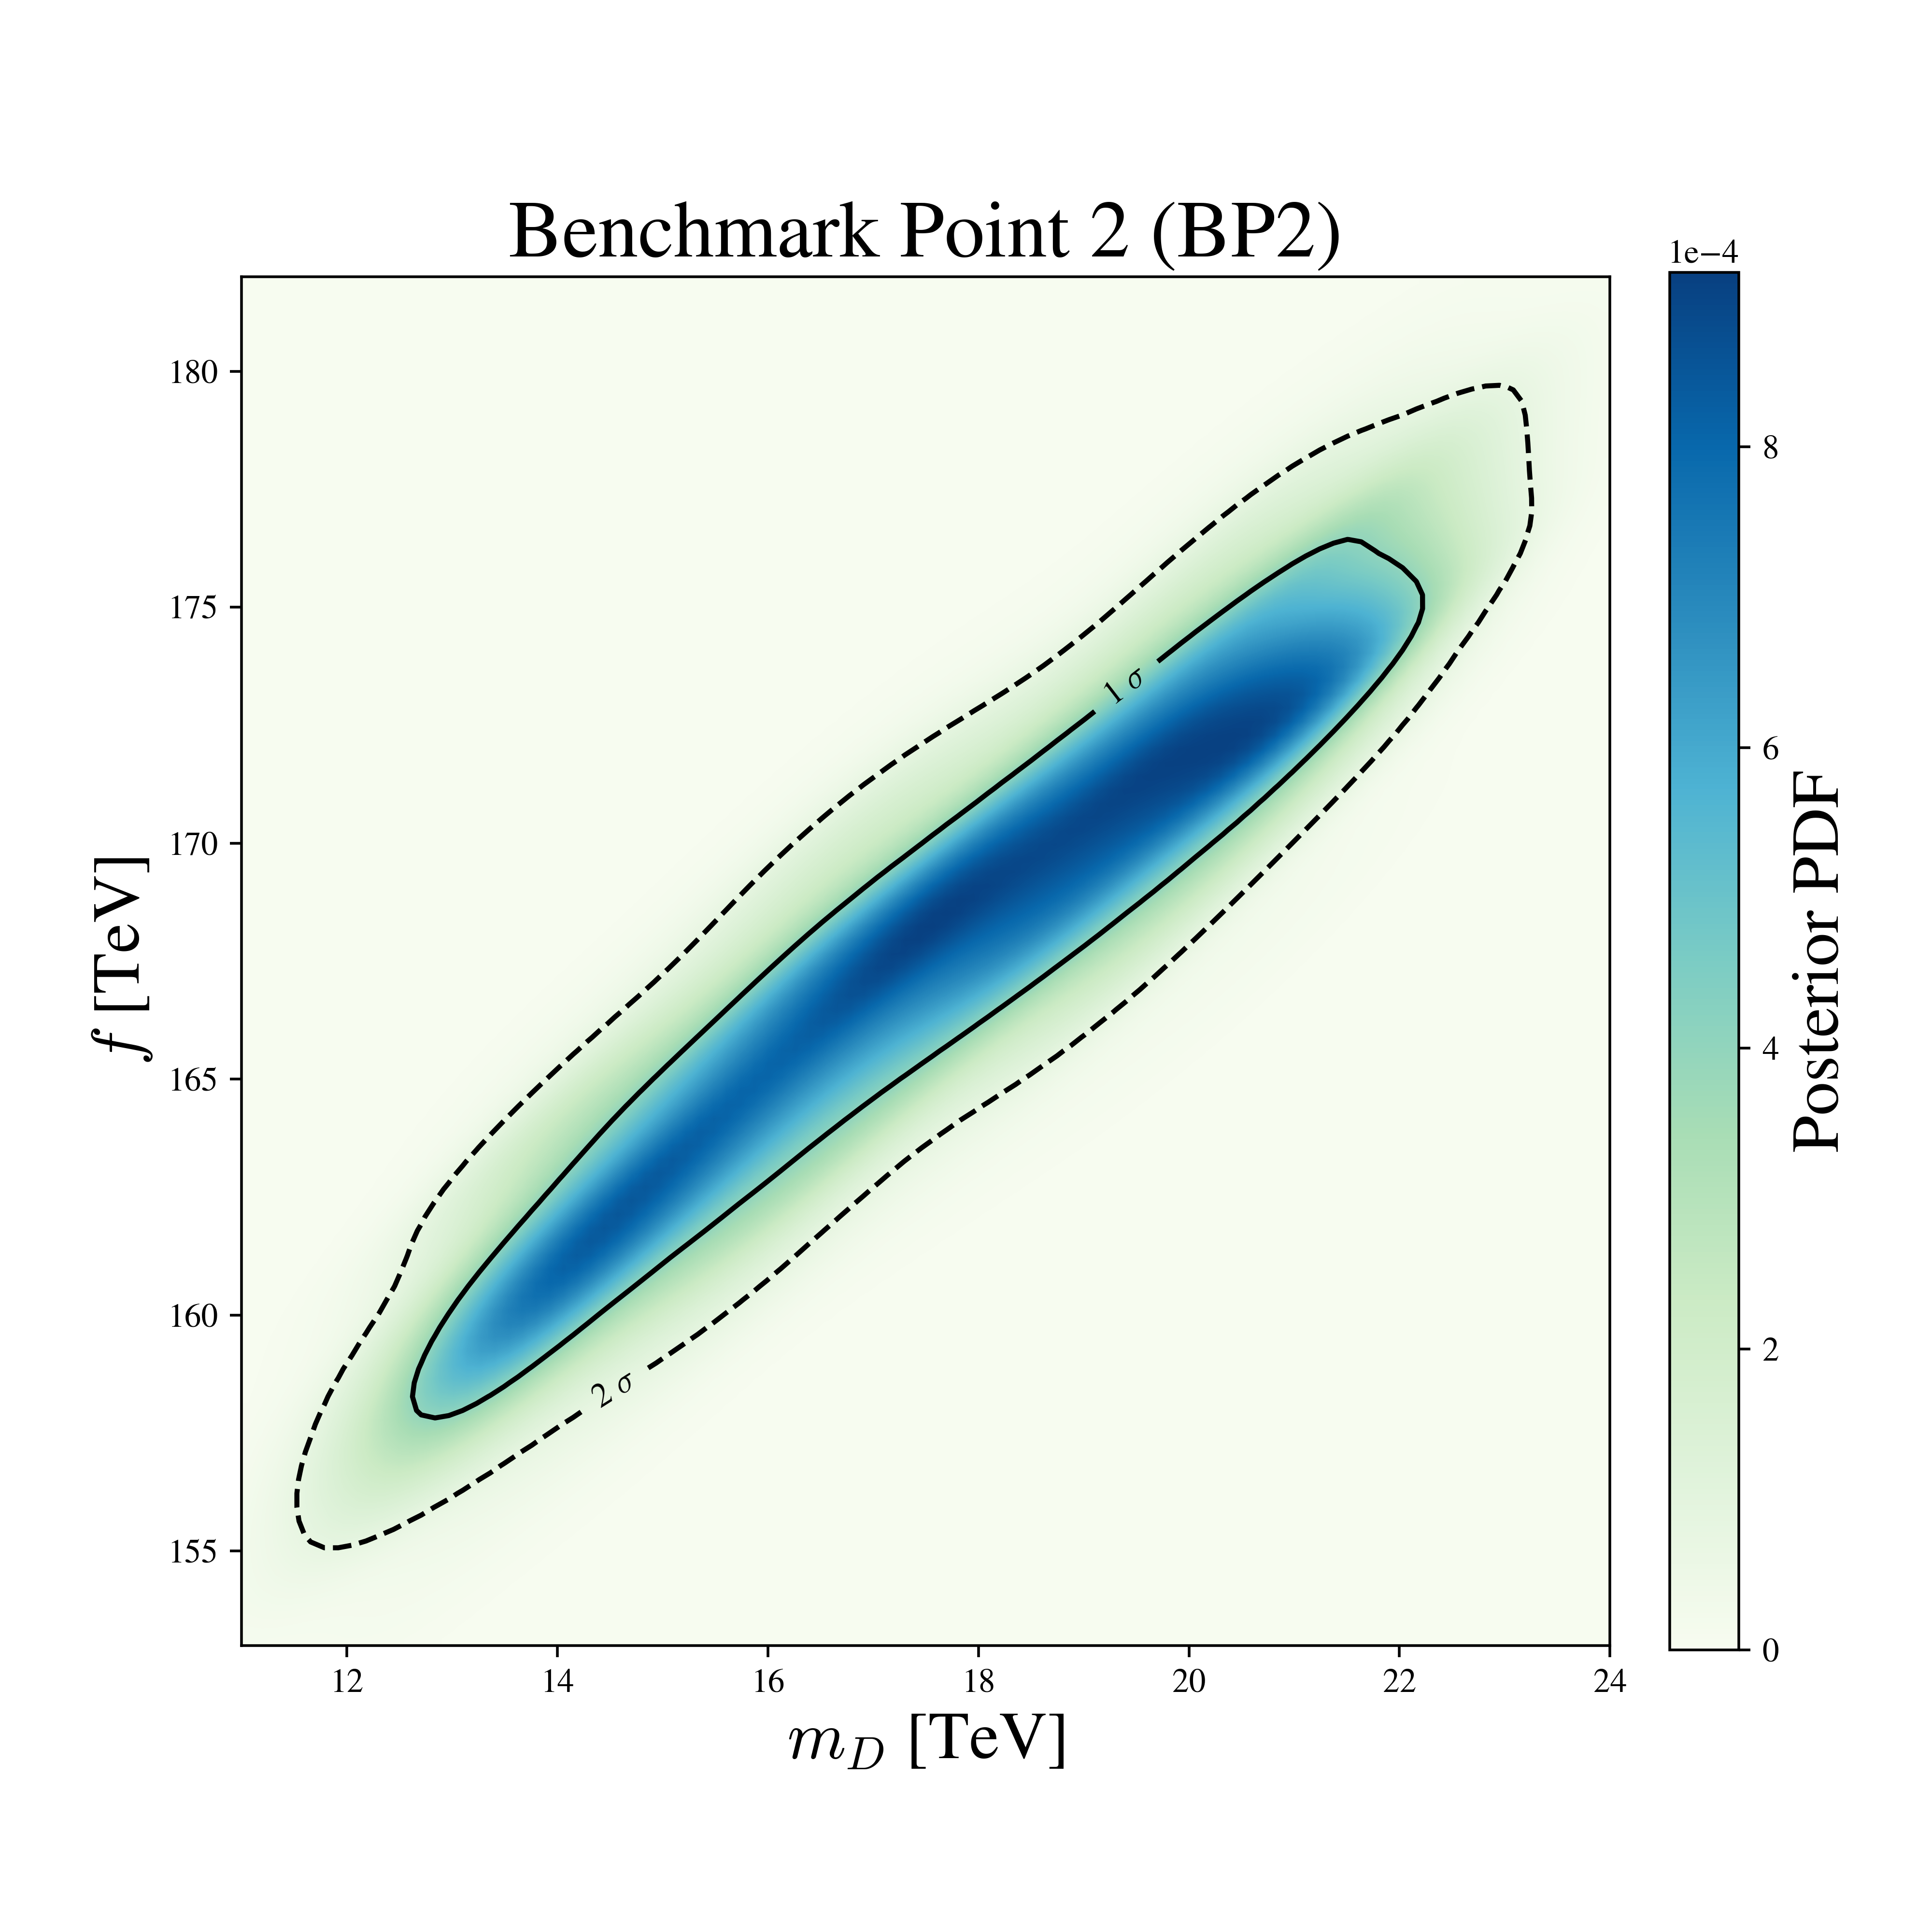 Benchmark Point 2 (BP2)
1e−4
180
175
170
165
160
155
f [TeV]
1 σ
2 σ
12 14 16 18 20 22 24
m_D [TeV]
8
6
4
2
0
Posterior PDF